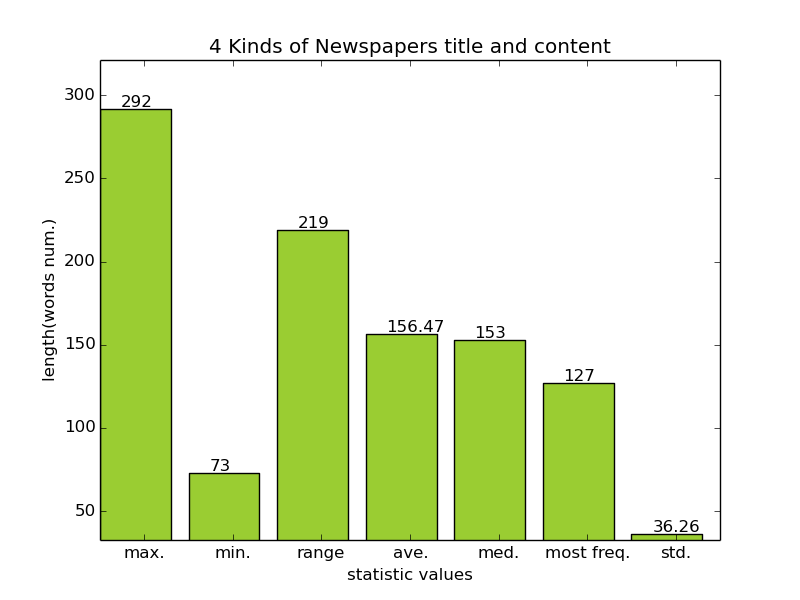 4 Kinds of Newspapers title and content
length(words num.)
300
250
200
150
100
50
292
73
219
156.47
153
127
36.26
max.
min.
range
ave.
med.
most freq.
std.
statistic values